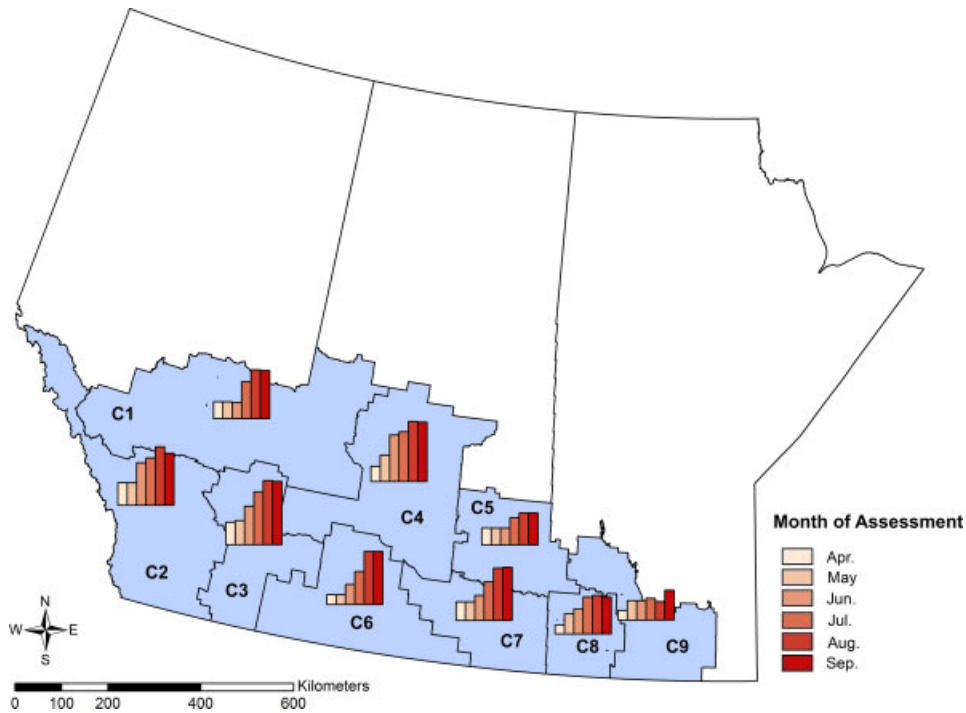 C1
C2
C3
C4
C5
C6
C7
C8
C9
Month of Assessment
Apr.
May
Jun.
Jul.
Aug.
Sep.
N
W E
S
Kilometers
0 100 200 400 600